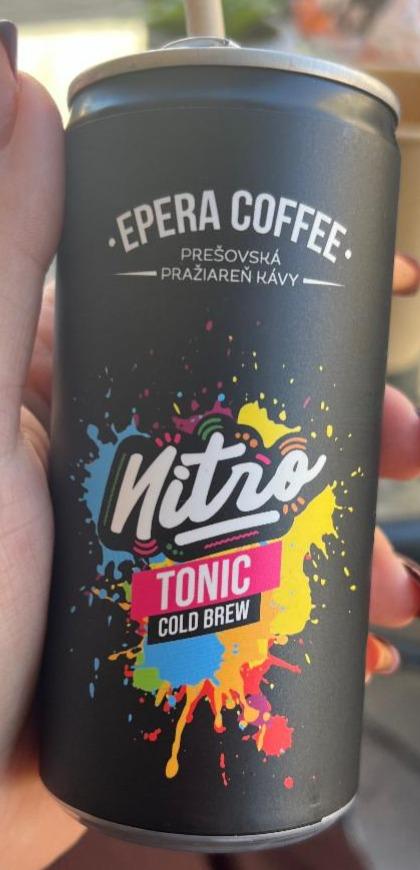 ·EPERA COFFEE·
PREŠOVSKÁ
PRAŽIAREŇ KÁVY
Nitro
TONIC
COLD BREW